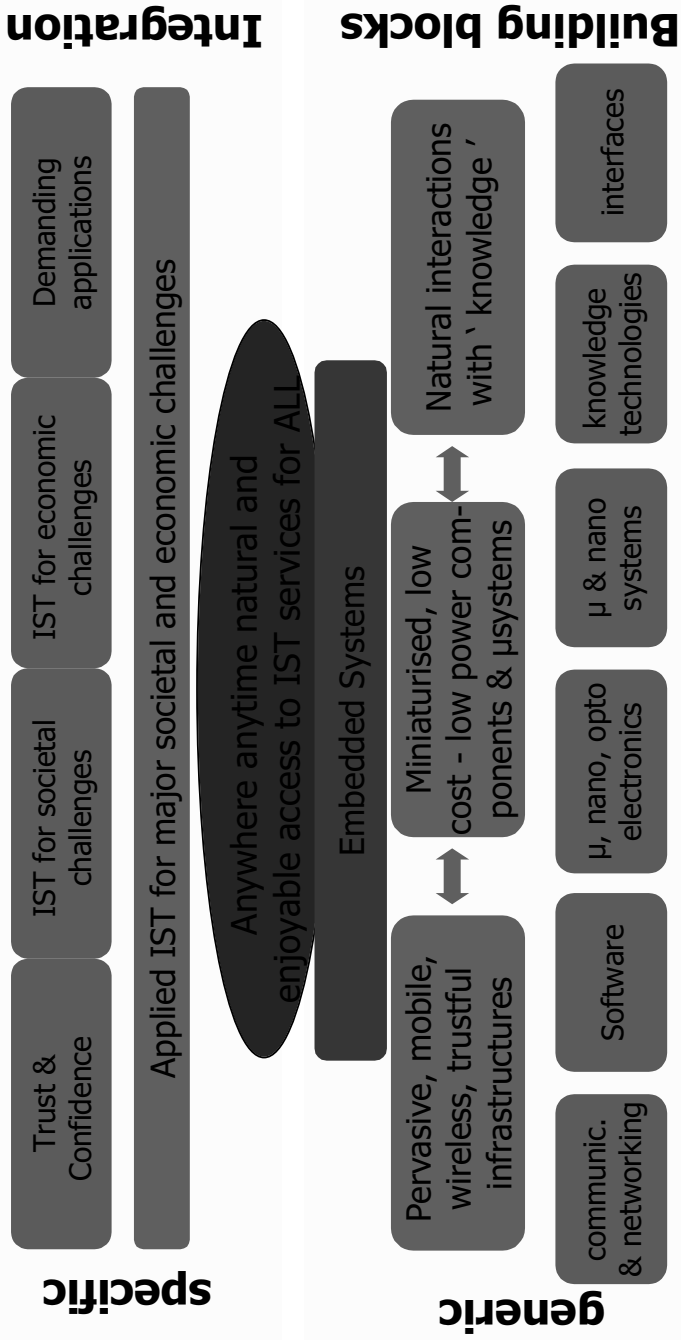 Integration
Building blocks
Trust &
Confidence
IST for societal
challenges
IST for economic
challenges
Demanding
applications
Applied IST for major societal and economic challenges
Anywhere anytime natural and
enjoyable access to IST services for ALL
Embedded Systems
Pervasive, mobile,
wireless, trustful
infrastructures
Miniaturised, low
cost - low power com-
ponents & µsystems
Natural interactions
with ‵ knowledge ′
communic.
& networking
Software
µ, nano, opto
electronics
µ & nano
systems
knowledge
technologies
interfaces
specific
generic